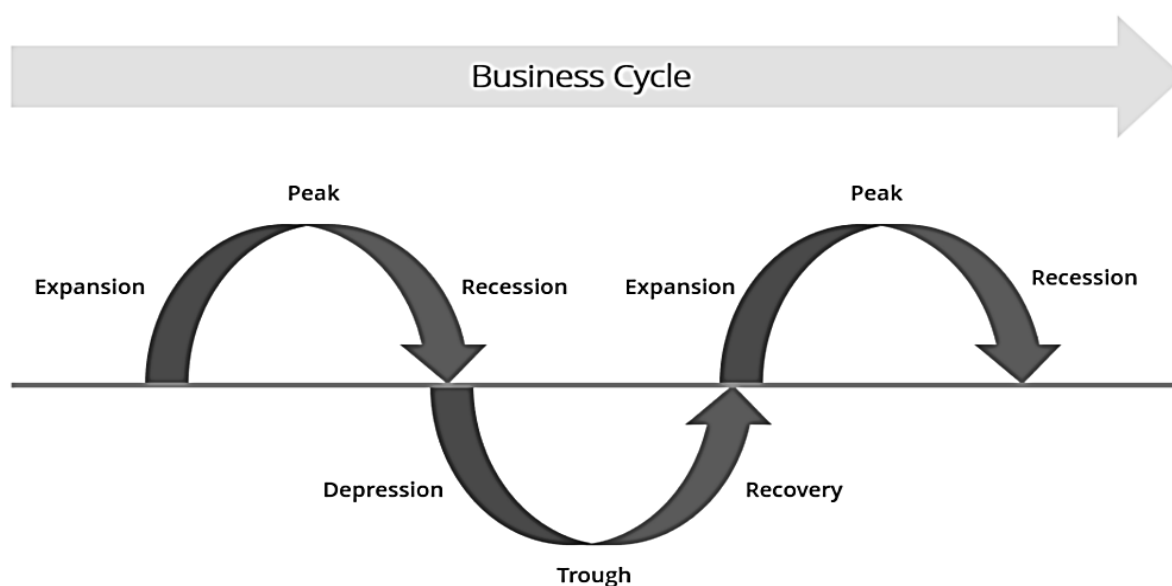 Business Cycle
Peak
Peak
Expansion
Recession
Expansion
Recession
Depression
Recovery
Trough